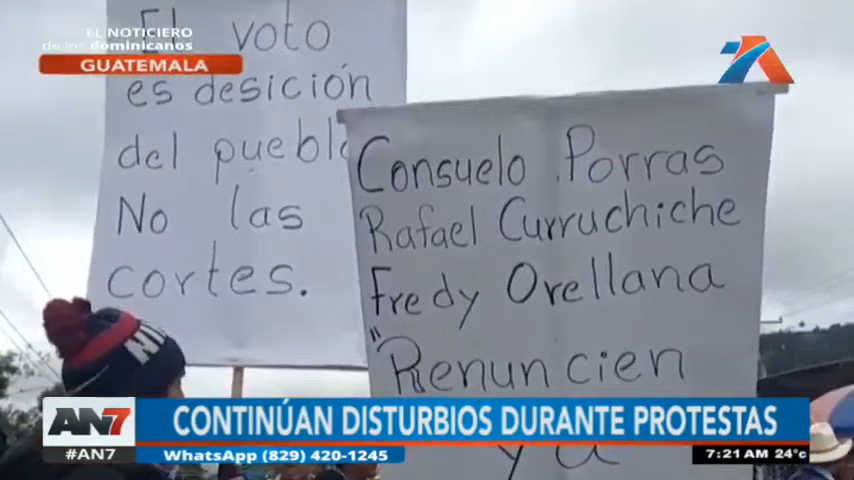 EL NOTICIERO
de los dominicanos
GUATEMALA
El voto
es desición
del pueblo
No las
cortes.
Consuelo Porras
Rafael Curruchiche
Fredy Orellana
"Renuncien
ya
AN7
#AN7
CONTINÚAN DISTURBIOS DURANTE PROTESTAS
WhatsApp (829) 420-1245
7:21 AM 24°c